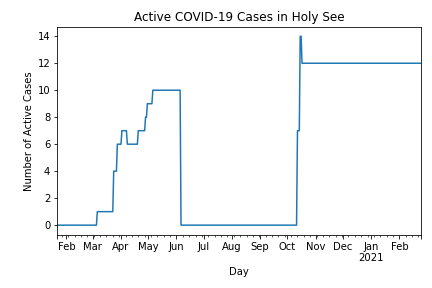 Active COVID-19 Cases in Holy See
Number of Active Cases
14
12
10
8
6
4
2
0
Feb Mar Apr May Jun Jul Aug Sep Oct Nov Dec Jan Feb
2021
Day